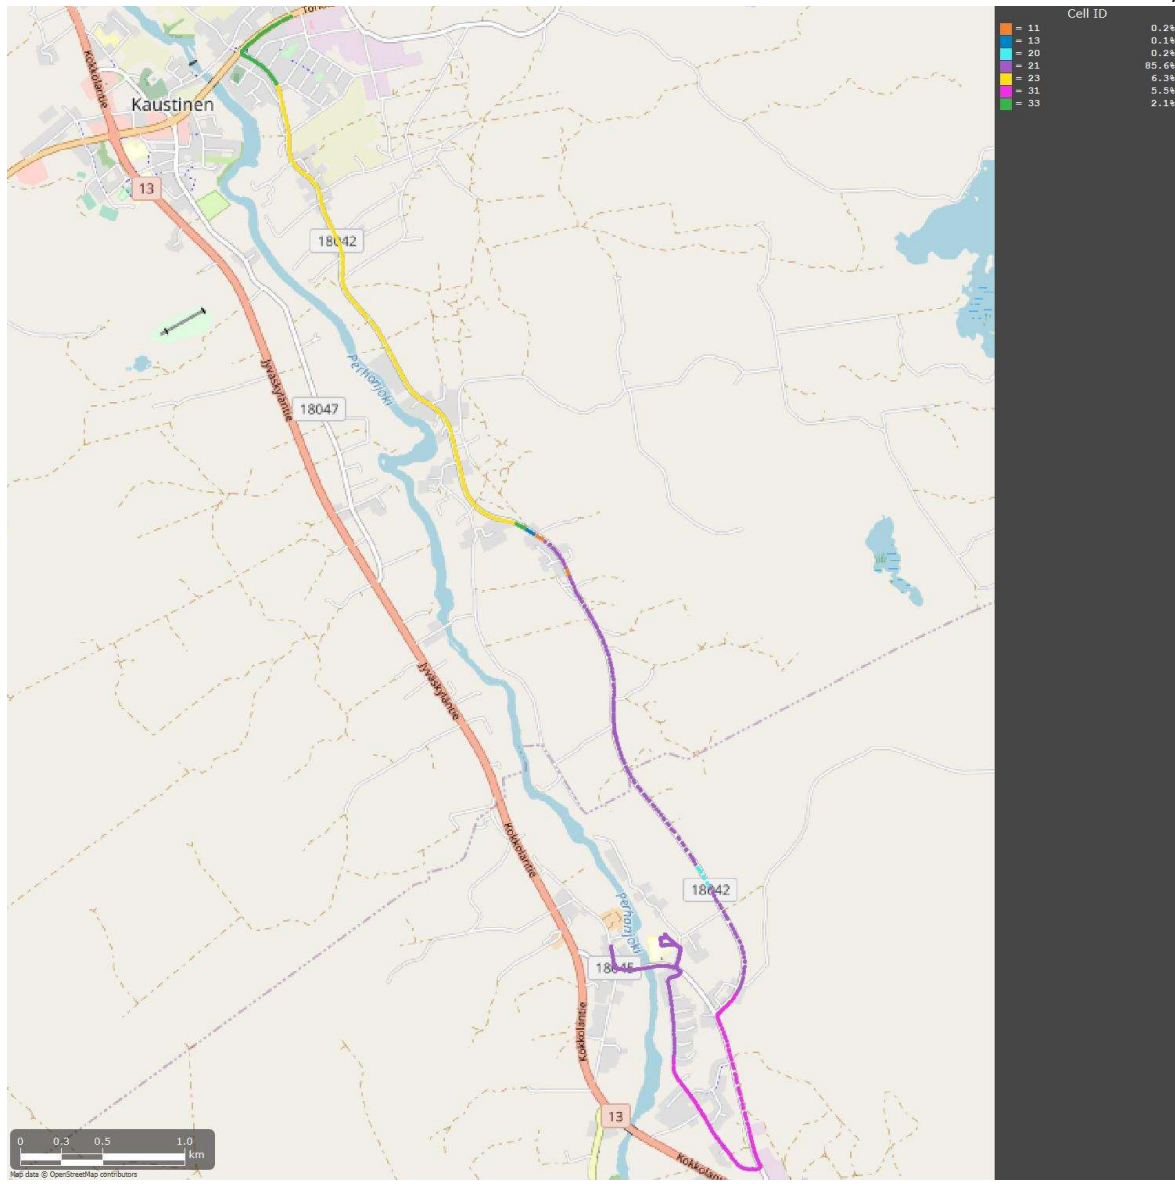 Cell ID
= 11 0.2%
= 13 0.1%
= 20 0.2%
= 21 85.6%
= 23 6.3%
= 31 5.5%
= 33 2.1%
Kokkolantie
Kaustinen
13
18042
Perhonjoki
Jyväskyläntie
18047
Jyväskyläntie
Kokkolantie
18042
Perhonjoki
18045
Kokkolantie
13
0 0.3 0.5 1.0
km
Map data © OpenStreetMap contributors